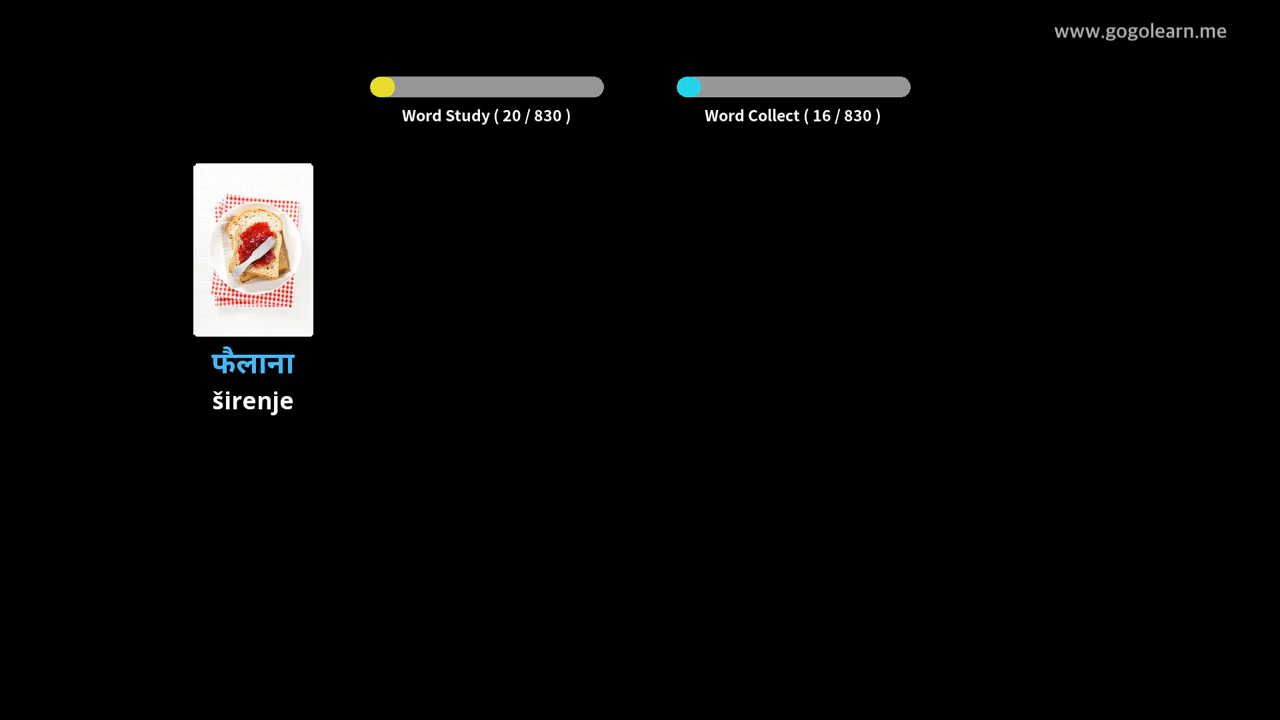 www.gogolearn.me
Word Study ( 20 / 830 )
Word Collect ( 16 / 830 )
फैलाना
širenje